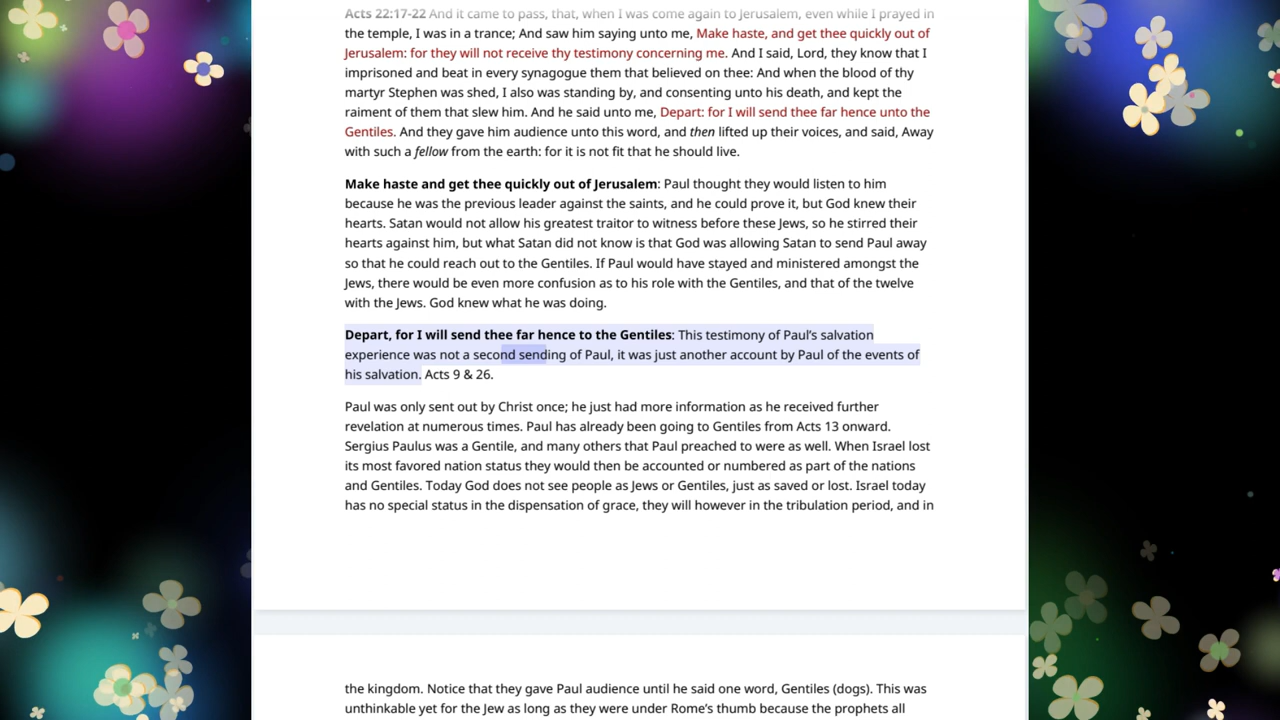 Acts 22:17-22 And it came to pass, that, when I was come again to Jerusalem, even while I prayed in
the temple, I was in a trance; And saw him saying unto me, Make haste, and get thee quickly out of
Jerusalem: for they will not receive thy testimony concerning me. And I said, Lord, they know that I
imprisoned and beat in every synagogue them that believed on thee: And when the blood of thy
martyr Stephen was shed, I also was standing by, and consenting unto his death, and kept the
raiment of them that slew him. And he said unto me, Depart: for I will send thee far hence unto the
Gentiles. And they gave him audience unto this word, and then lifted up their voices, and said, Away
with such a fellow from the earth: for it is not fit that he should live.
Make haste and get thee quickly out of Jerusalem: Paul thought they would listen to him
because he was the previous leader against the saints, and he could prove it, but God knew their
hearts. Satan would not allow his greatest traitor to witness before these Jews, so he stirred their
hearts against him, but what Satan did not know is that God was allowing Satan to send Paul away
so that he could reach out to the Gentiles. If Paul would have stayed and ministered amongst the
Jews, there would be even more confusion as to his role with the Gentiles, and that of the twelve
with the Jews. God knew what he was doing.
Depart, for I will send thee far hence to the Gentiles: This testimony of Paul’s salvation
experience was not a second sending of Paul, it was just another account by Paul of the events of
his salvation. Acts 9 & 26.
Paul was only sent out by Christ once; he just had more information as he received further
revelation at numerous times. Paul has already been going to Gentiles from Acts 13 onward.
Sergius Paulus was a Gentile, and many others that Paul preached to were as well. When Israel lost
its most favored nation status they would then be accounted or numbered as part of the nations
and Gentiles. Today God does not see people as Jews or Gentiles, just as saved or lost. Israel today
has no special status in the dispensation of grace, they will however in the tribulation period, and in
the kingdom. Notice that they gave Paul audience until he said one word, Gentiles (dogs). This was
unthinkable yet for the Jew as long as they were under Rome’s thumb because the prophets all